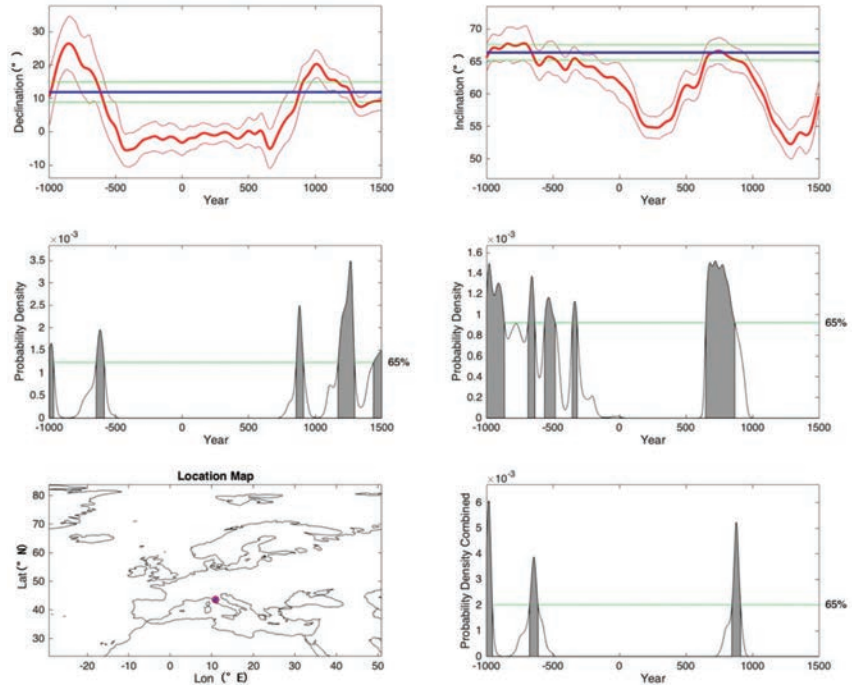 Declination(°)
30
20
10
0
-10
-1000 -500 0 500 1000 1500
Year
Inclination(°)
70
65
60
55
50
-1000 -500 0 500 1000 1500
Year
×10⁻³
Probability Density
3.5
3
2.5
2
1.5
1
0.5
0
65%
-1000 -500 0 500 1000 1500
Year
×10⁻³
Probability Density
1.6
1.4
1.2
1
0.8
0.6
0.4
0.2
0
65%
-1000 -500 0 500 1000 1500
Year
Location Map
Lat(° N)
80
70
60
50
40
30
-20 -10 0 10 20 30 40 50
Lon (° E)
×10⁻³
Probability Density Combined
6
5
4
3
2
1
0
65%
-1000 -500 0 500 1000 1500
Year